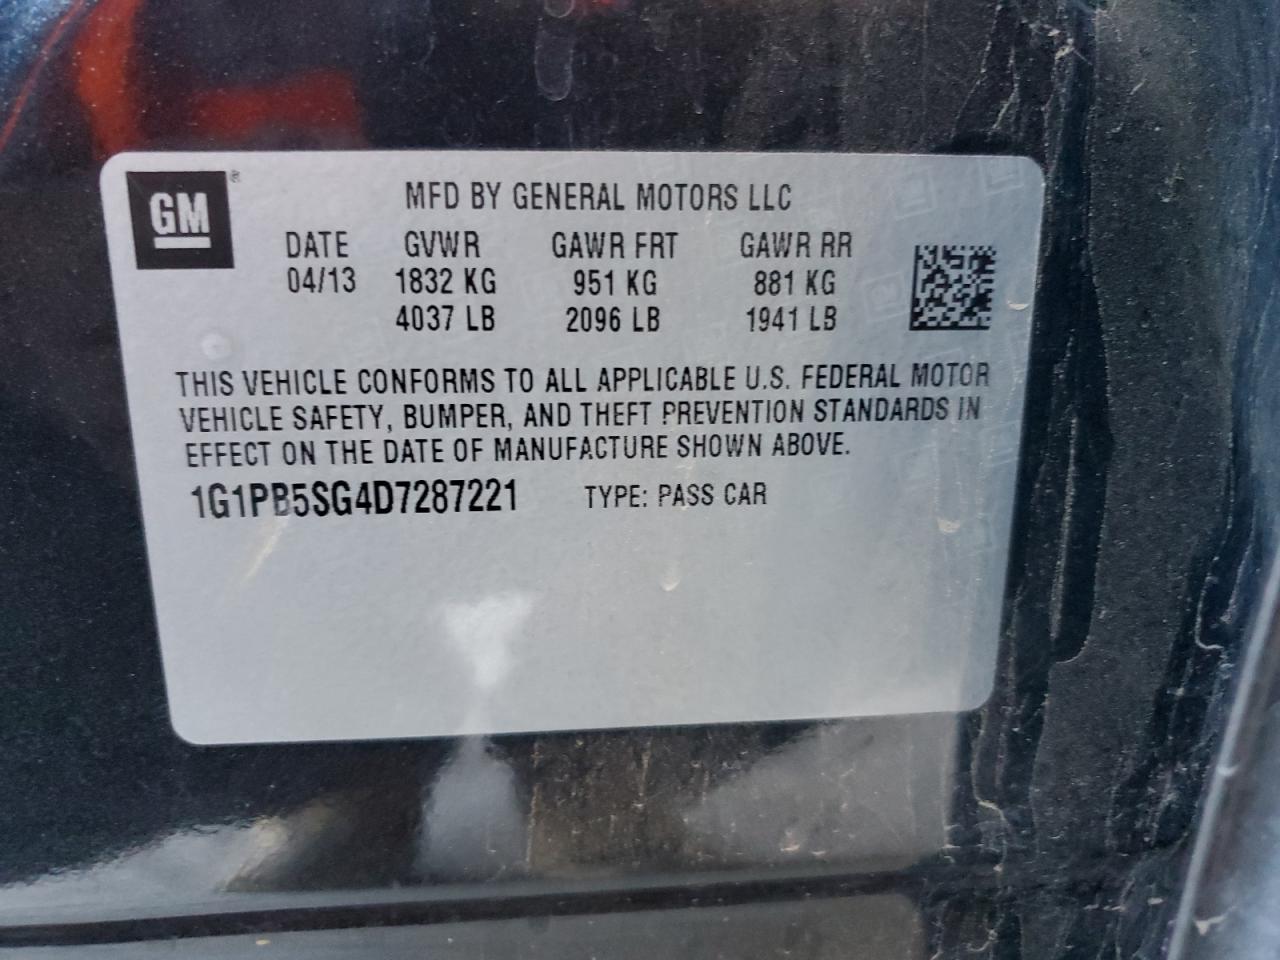 GM®
MFD BY GENERAL MOTORS LLC
DATE GVWR GAWR FRT GAWR RR
04/13 1832 KG 951 KG 881 KG
4037 LB 2096 LB 1941 LB
THIS VEHICLE CONFORMS TO ALL APPLICABLE U.S. FEDERAL MOTOR
VEHICLE SAFETY, BUMPER, AND THEFT PREVENTION STANDARDS IN
EFFECT ON THE DATE OF MANUFACTURE SHOWN ABOVE.
1G1PB5SG4D7287221 TYPE: PASS CAR